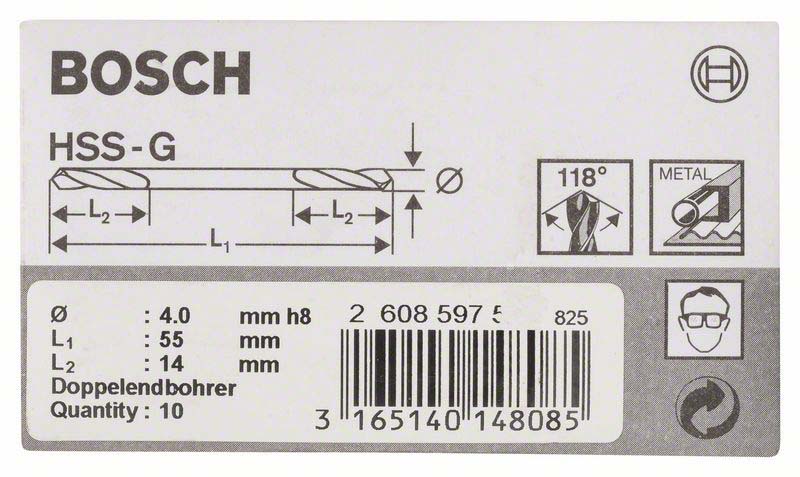 BOSCH
HSS-G
Ø
L2
L2
L1
118°
METAL
Ø : 4.0 mm h8
L1 : 55 mm
L2 : 14 mm
Doppelendbohrer
Quantity : 10
2 608 597
825
3 165140 148085